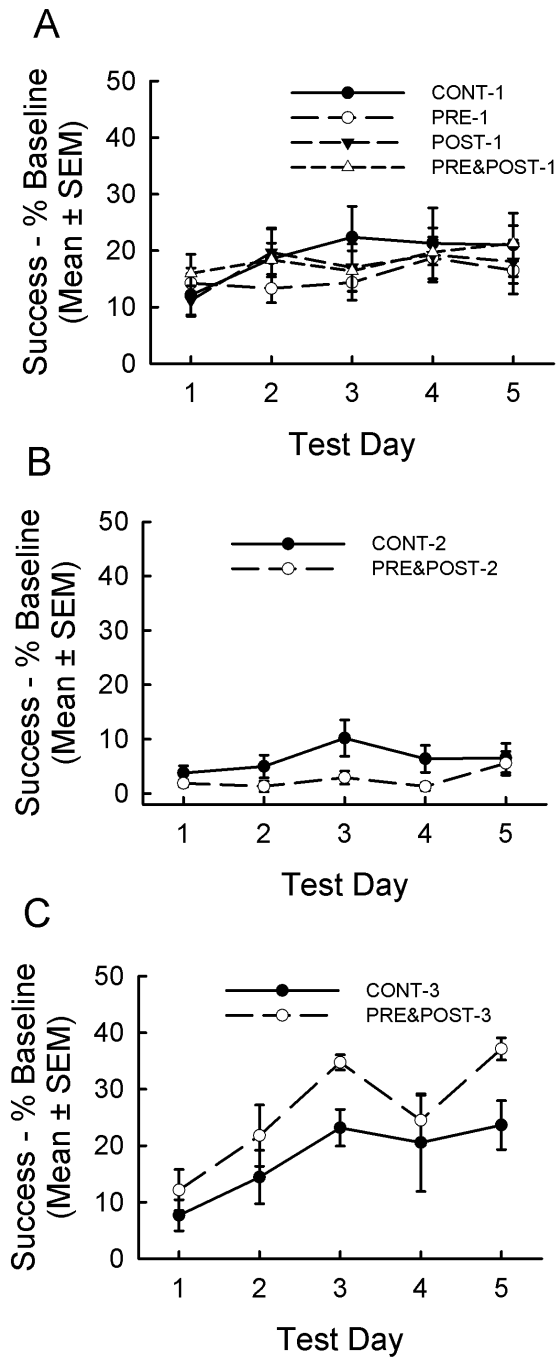 A
50
40
30
20
10
0
Success - % Baseline
(Mean ± SEM)
CONT-1
PRE-1
POST-1
PRE&POST-1
1 2 3 4 5
Test Day
B
50
40
30
20
10
0
Success - % Baseline
(Mean ± SEM)
CONT-2
PRE&POST-2
1 2 3 4 5
Test Day
C
50
40
30
20
10
0
Success - % Baseline
(Mean ± SEM)
CONT-3
PRE&POST-3
1 2 3 4 5
Test Day